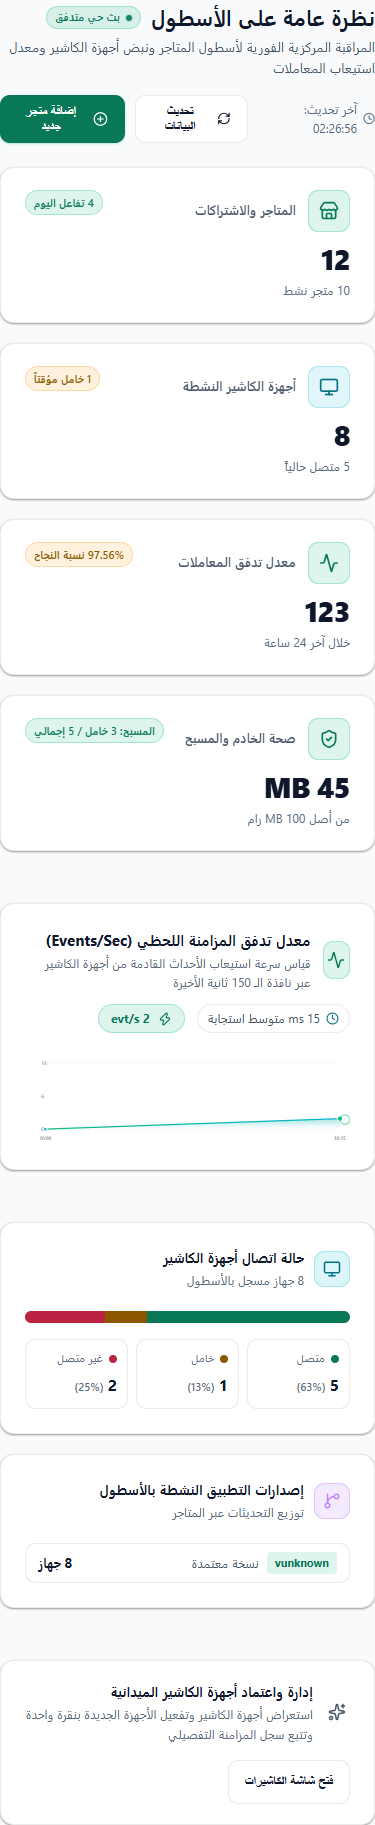 نظرة عامة على الأسطول
بث حي متدفق
المراقبة المركزية الفورية لأسطول المتاجر ونبض أجهزة الكاشير ومعدل
استيعاب المعاملات
آخر تحديث:
02:26:56
تحديث
البيانات
إضافة متجر
جديد
المتاجر والاشتراكات
4 تفاعل اليوم
12
10 متجر نشط
أجهزة الكاشير النشطة
1 خامل مؤقتاً
8
5 متصل حالياً
معدل تدفق المعاملات
97.56% نسبة النجاح
123
خلال آخر 24 ساعة
صحة الخادم والمسبح
المسبح: 3 خامل / 5 إجمالي
45 MB
من أصل 100 MB رام
معدل تدفق المزامنة اللحظي (Events/Sec)
قياس سرعة استيعاب الأحداث القادمة من أجهزة الكاشير
عبر نافذة الـ 150 ثانية الأخيرة
15 ms متوسط استجابة
2 evt/s
حالة اتصال أجهزة الكاشير
8 جهاز مسجل بالأسطول
متصل
5 (63%)
خامل
1 (13%)
غير متصل
2 (25%)
إصدارات التطبيق النشطة بالأسطول
توزيع التحديثات عبر المتاجر
vunknown نسخة معتمدة 8 جهاز
إدارة واعتماد أجهزة الكاشير الميدانية
استعراض أجهزة الكاشير وتفعيل الأجهزة الجديدة بنقرة واحدة
وتتبع سجل المزامنة التفصيلي
فتح شاشة الكاشيرات